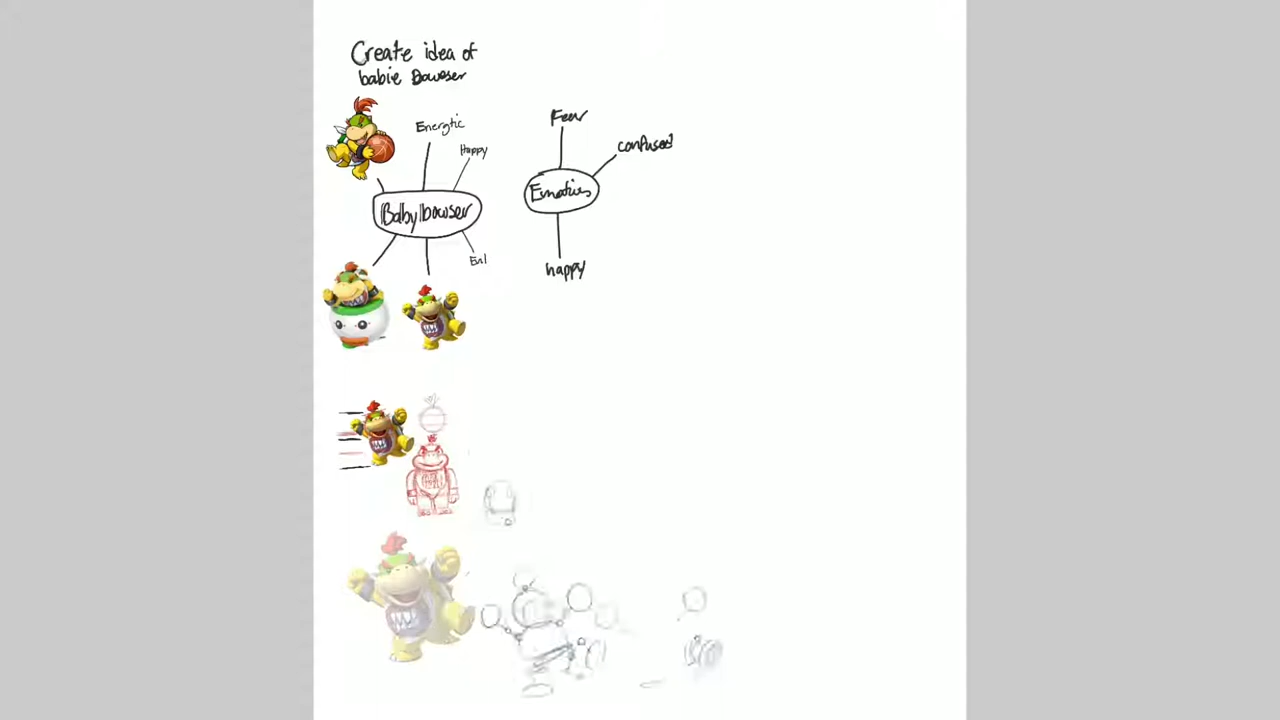 Create idea of
babie Bowser
Energtic
Happy
Baby bowser
Evil
Fear
confused
Emotions
happy